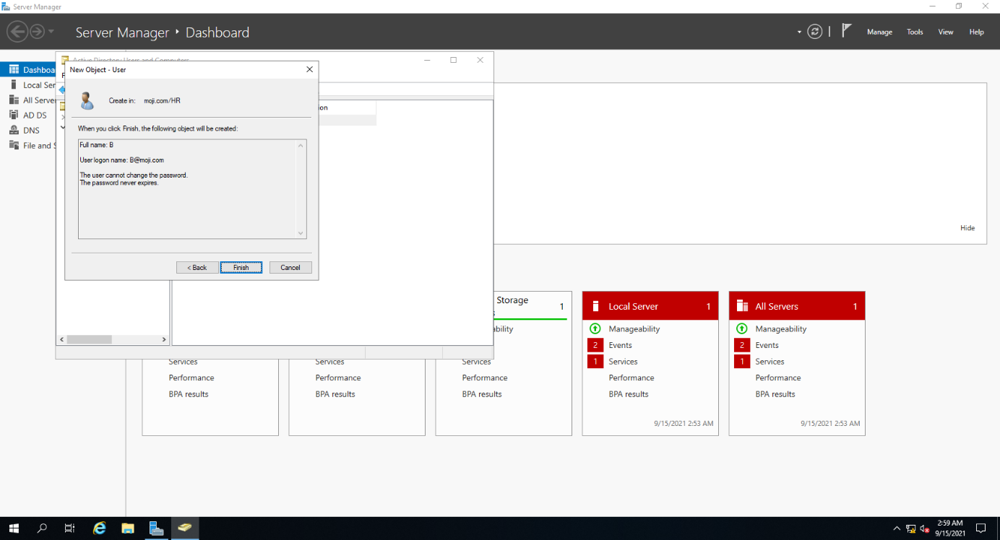 Server Manager
Server Manager ‣ Dashboard
Manage Tools View Help
Active Directory Users and Computers
New Object - User
Create in: moji.com/HR
When you click Finish, the following object will be created:
Full name: B
User logon name: B@moji.com
The user cannot change the password.
The password never expires.
< Back Finish Cancel
Dashboa
Local Ser
All Serve
AD DS
DNS
File and S
ion
Hide
Services
Performance
BPA results
Services
Performance
BPA results
Storage 1
s
ability
Services
Performance
BPA results
Local Server 1
Manageability
2 Events
1 Services
Performance
BPA results
9/15/2021 2:53 AM
All Servers 1
Manageability
2 Events
1 Services
Performance
BPA results
9/15/2021 2:53 AM
2:59 AM
9/15/2021